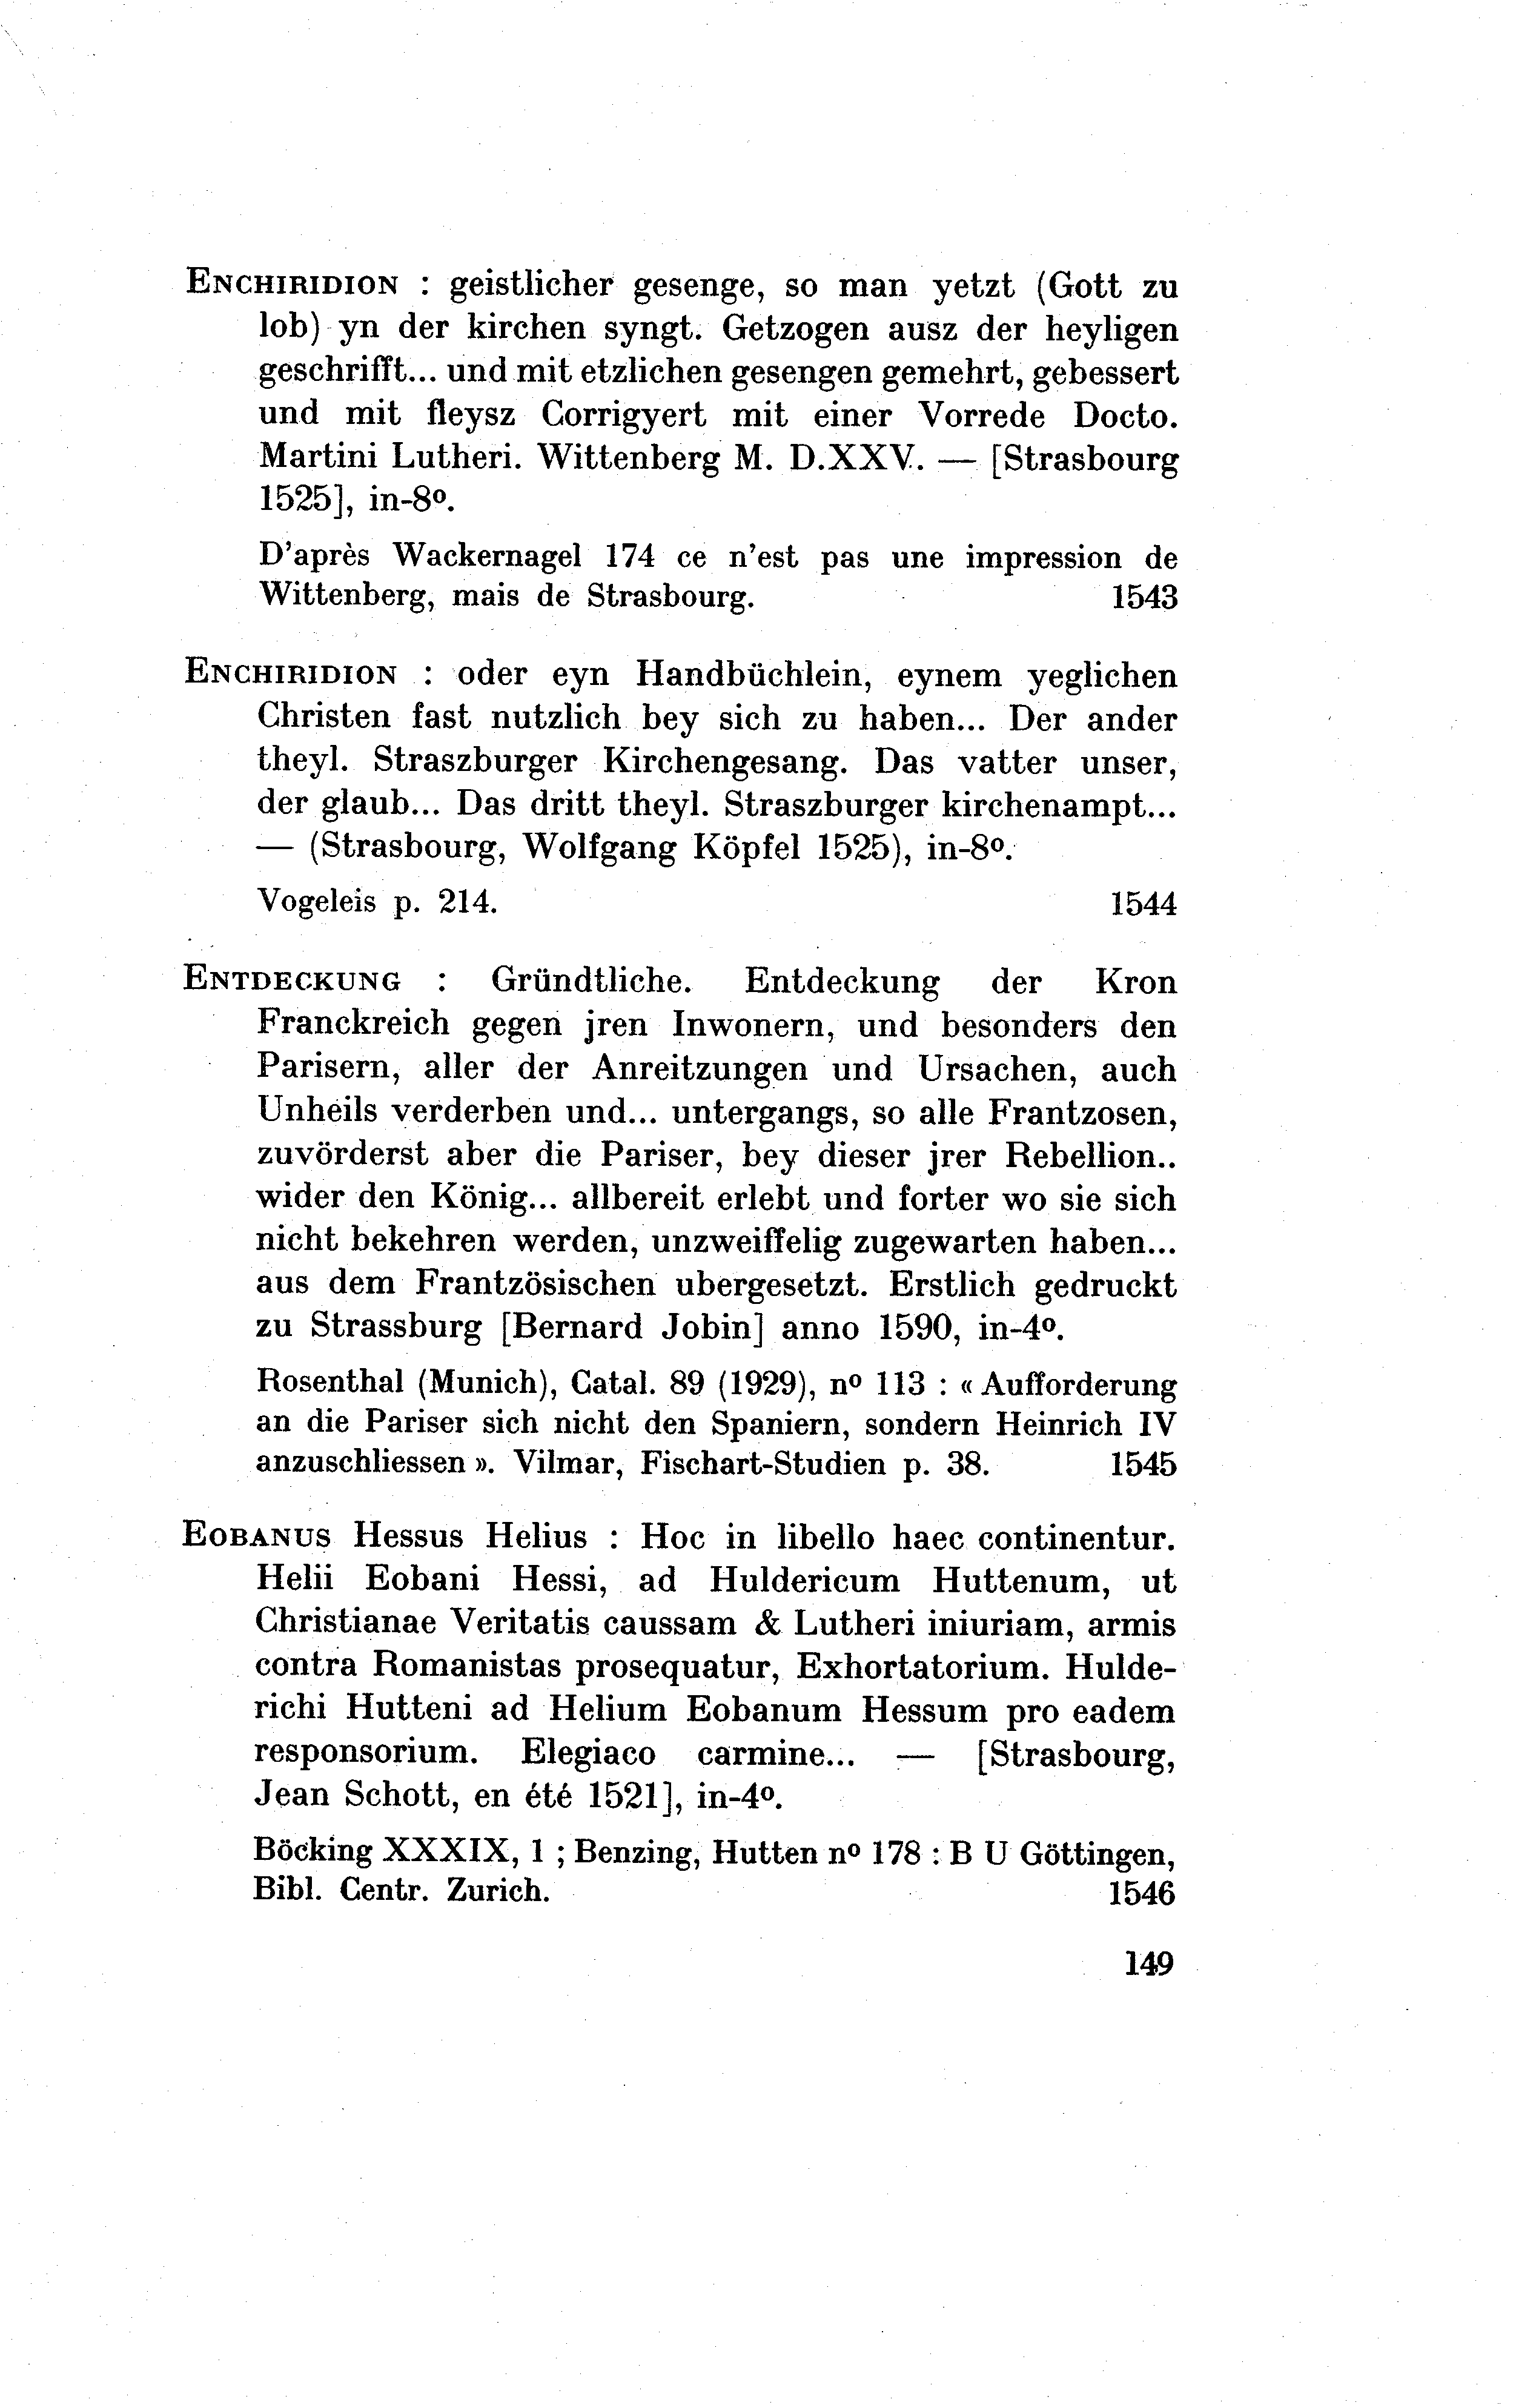 ENCHIRIDION : geistlicher gesenge, so man yetzt (Gott zu
lob) yn der kirchen syngt. Getzogen ausz der heyligen
geschrifft... und mit etzlichen gesengen gemehrt, gebessert
und mit fleysz Corrigyert mit einer Vorrede Docto.
Martini Lutheri. Wittenberg M. D.XXV. — [Strasbourg
1525], in-8º.
D'après Wackernagel 174 ce n'est pas une impression de
Wittenberg, mais de Strasbourg. 1543
ENCHIRIDION : oder eyn Handbüchlein, eynem yeglichen
Christen fast nutzlich bey sich zu haben... Der ander
theyl. Straszburger Kirchengesang. Das vatter unser,
der glaub... Das dritt theyl. Straszburger kirchenampt...
— (Strasbourg, Wolfgang Köpfel 1525), in-8º.
Vogeleis p. 214. 1544
ENTDECKUNG : Gründtliche. Entdeckung der Kron
Franckreich gegen jren Inwonern, und besonders den
Parisern, aller der Anreitzungen und Ursachen, auch
Unheils verderben und... untergangs, so alle Frantzosen,
zuvörderst aber die Pariser, bey dieser jrer Rebellion..
wider den König... allbereit erlebt und forter wo sie sich
nicht bekehren werden, unzweiffelig zugewarten haben...
aus dem Frantzösischen ubergesetzt. Erstlich gedruckt
zu Strassburg [Bernard Jobin] anno 1590, in-4º.
Rosenthal (Munich), Catal. 89 (1929), nº 113 : « Aufforderung
an die Pariser sich nicht den Spaniern, sondern Heinrich IV
anzuschliessen ». Vilmar, Fischart-Studien p. 38. 1545
EOBANUS Hessus Helius : Hoc in libello haec continentur.
Helii Eobani Hessi, ad Huldericum Huttenum, ut
Christianae Veritatis caussam & Lutheri iniuriam, armis
contra Romanistas prosequatur, Exhortatorium. Hulde-
richi Hutteni ad Helium Eobanum Hessum pro eadem
responsorium. Elegiaco carmine... — [Strasbourg,
Jean Schott, en été 1521], in-4º.
Böcking XXXIX, 1 ; Benzing, Hutten nº 178 : B U Göttingen,
Bibl. Centr. Zurich. 1546
149